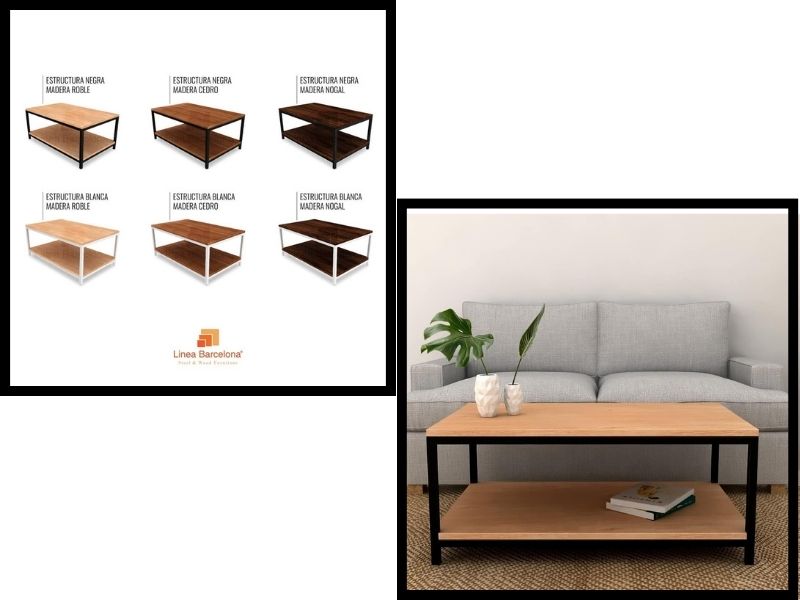 ESTRUCTURA NEGRA
MADERA ROBLE
ESTRUCTURA NEGRA
MADERA CEDRO
ESTRUCTURA NEGRA
MADERA NOGAL
ESTRUCTURA BLANCA
MADERA ROBLE
ESTRUCTURA BLANCA
MADERA CEDRO
ESTRUCTURA BLANCA
MADERA NOGAL
Linea Barcelona®
Steel & Wood Furniture